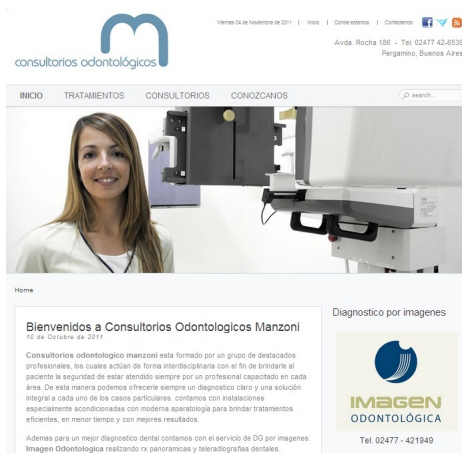 Viernes 04 de Noviembre de 2011 | Inicio | Donde estamos | Contactenos
Avda. Rocha 186 - Tel. 02477 42-6539
Pergamino, Buenos Aires
m
consultorios odontológicos
INICIO TRATAMIENTOS CONSULTORIOS CONOZCANOS
search...
Home
Bienvenidos a Consultorios Odontologicos Manzoni
10 de Octubre de 2011
Consultorios odontologico manzoni esta formado por un grupo de destacados
profesionales, los cuales actúan de forma interdisciplinaria con el fin de brindarle al
paciente la seguridad de estar atendido siempre por un profesional capacitado en cada
área. De esta manera podemos ofrecerle siempre un diagnostico claro y una solución
integral a cada uno de los casos particulares. contamos con instalaciones
especialmente acondicionadas con moderna aparatología para brindar tratamientos
eficientes, en menor tiempo y con mejores resultados.
Ademas para un mejor diagnostico dental contamos con el servicio de DG por imagenes.
Imagen Odontologica realizando rx panoramicas y teleradiografias dentales.
Diagnostico por imagenes
IMAGEN
ODONTOLÓGICA
Tel. 02477 - 421949